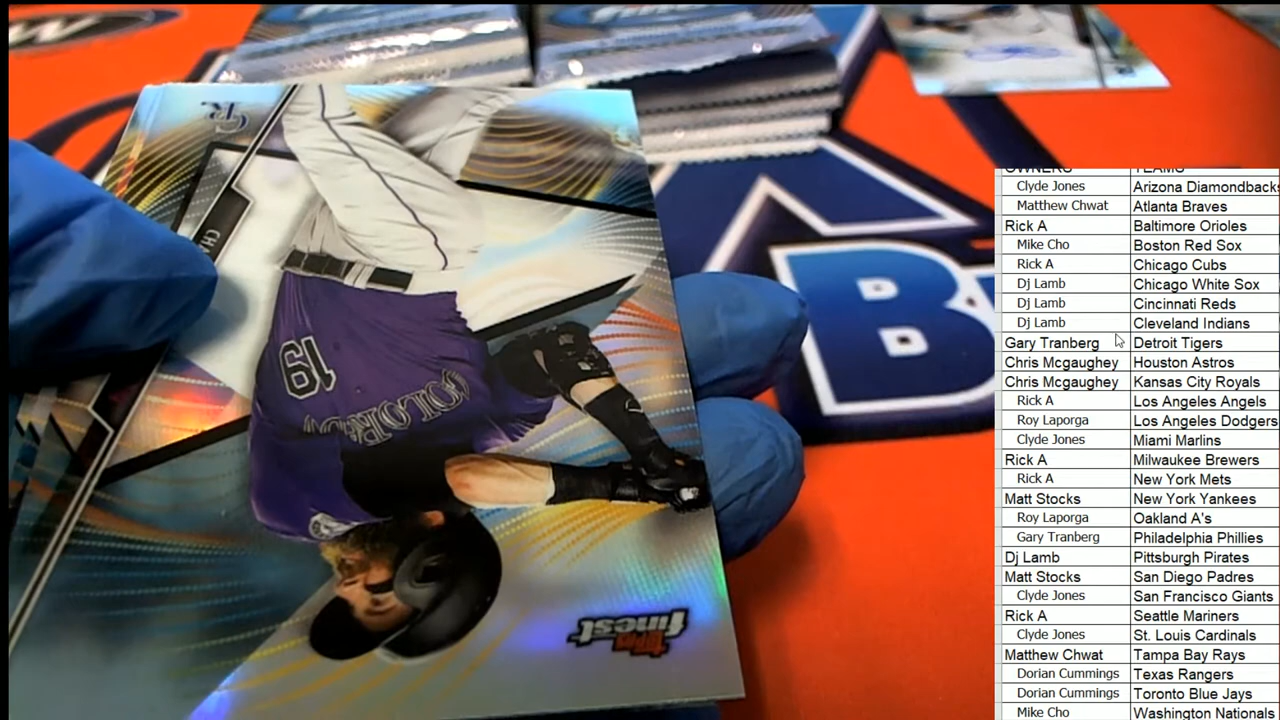 CR
CHA
19
COLORADO
TOPPS
finest
B
OWNERS TEAMS
Clyde Jones Arizona Diamondbacks
Matthew Chwat Atlanta Braves
Rick A Baltimore Orioles
Mike Cho Boston Red Sox
Rick A Chicago Cubs
Dj Lamb Chicago White Sox
Dj Lamb Cincinnati Reds
Dj Lamb Cleveland Indians
Gary Tranberg Detroit Tigers
Chris Mcgaughey Houston Astros
Chris Mcgaughey Kansas City Royals
Rick A Los Angeles Angels
Roy Laporga Los Angeles Dodgers
Clyde Jones Miami Marlins
Rick A Milwaukee Brewers
Rick A New York Mets
Matt Stocks New York Yankees
Roy Laporga Oakland A's
Gary Tranberg Philadelphia Phillies
Dj Lamb Pittsburgh Pirates
Matt Stocks San Diego Padres
Clyde Jones San Francisco Giants
Rick A Seattle Mariners
Clyde Jones St. Louis Cardinals
Matthew Chwat Tampa Bay Rays
Dorian Cummings Texas Rangers
Dorian Cummings Toronto Blue Jays
Mike Cho Washington Nationals